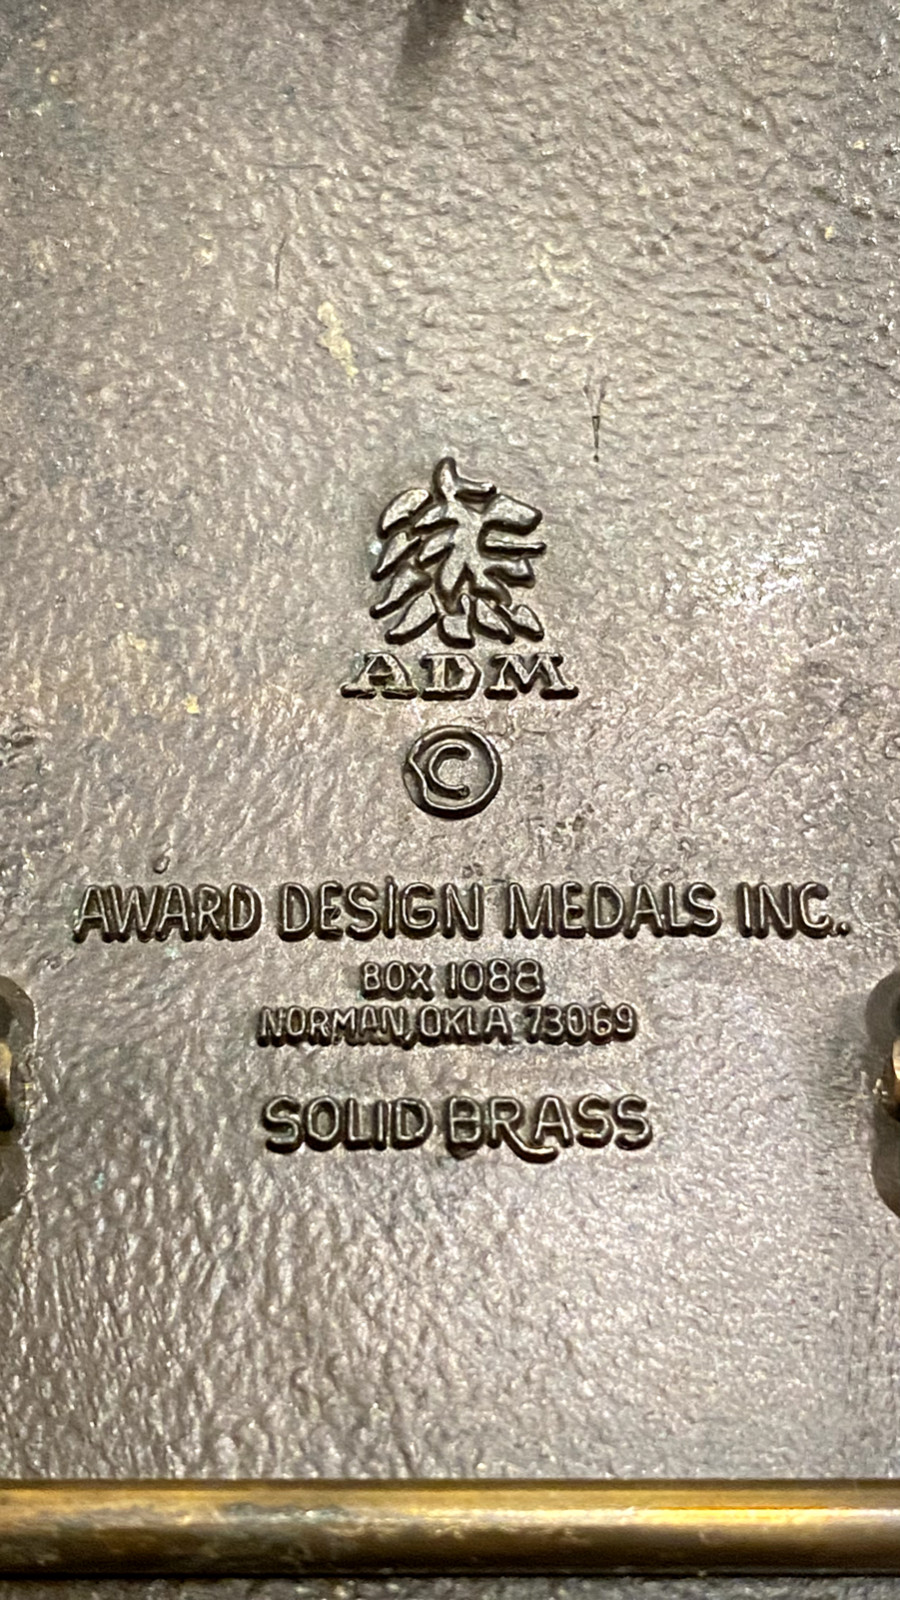 ADM
©
AWARD DESIGN MEDALS INC.
BOX 1088
NORMAN, OKLA 73069
SOLID BRASS